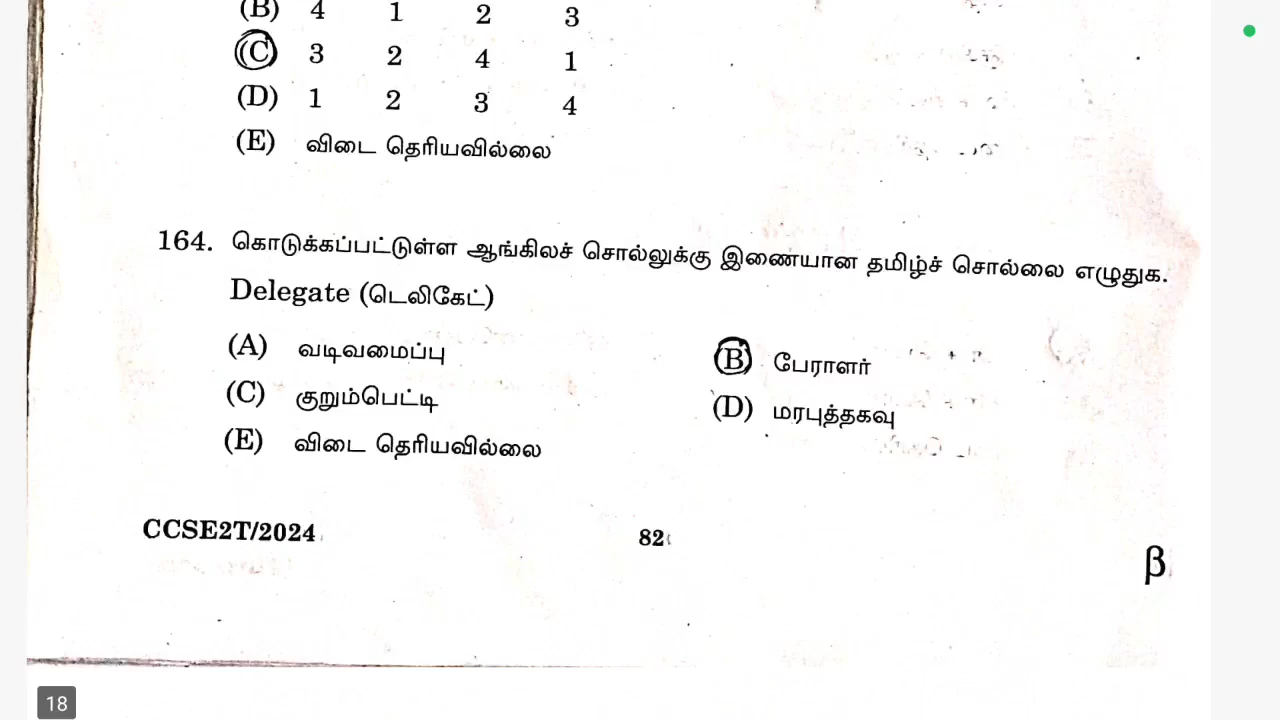 (B) 4 1 2 3
(C) 3 2 4 1
(D) 1 2 3 4
(E) விடை தெரியவில்லை
164. கொடுக்கப்பட்டுள்ள ஆங்கிலச் சொல்லுக்கு இணையான தமிழ்ச் சொல்லை எழுதுக.
Delegate (டெலிகேட்)
(A) வடிவமைப்பு (B) பேராளர்
(C) குறும்பெட்டி (D) மரபுத்தகவு
(E) விடை தெரியவில்லை
CCSE2T/2024 82 β
18